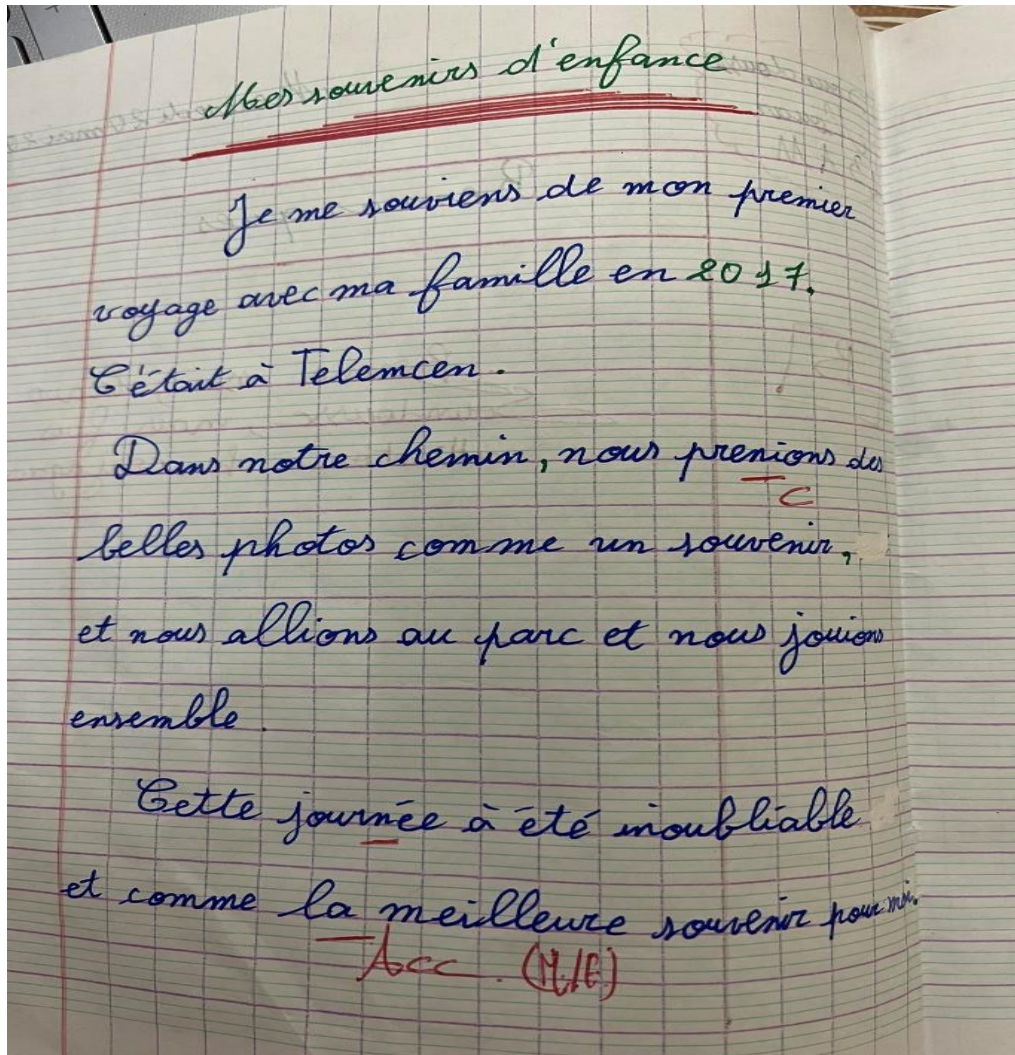 Mes souvenirs d'enfance
Je me souviens de mon premier
voyage avec ma famille en 2017.
C'était à Telemcen.
Dans notre chemin, nous prenions des
C
belles photos comme un souvenir,
et nous allions au parc et nous jouions
ensemble.
Cette journée à été inoubliable
et comme la meilleure souvenir pour moi.
Acc. (M/F)